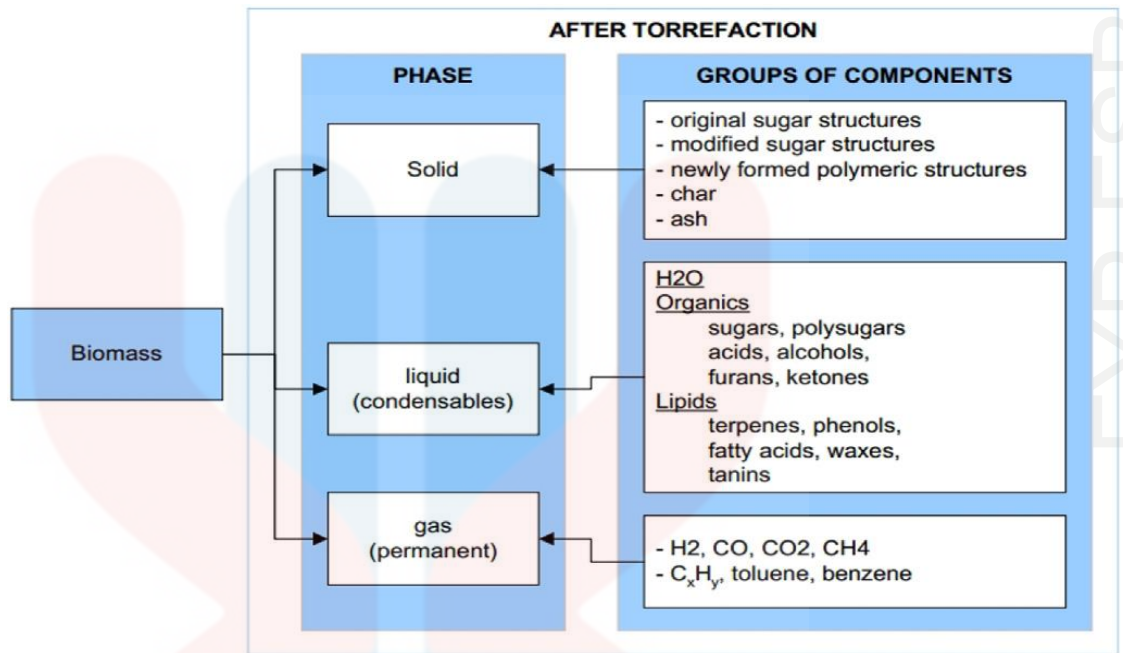 AFTER TORREFACTION
PHASE
GROUPS OF COMPONENTS
Biomass
Solid
- original sugar structures
- modified sugar structures
- newly formed polymeric structures
- char
- ash
liquid
(condensables)
H2O
Organics
sugars, polysugars
acids, alcohols,
furans, ketones
Lipids
terpenes, phenols,
fatty acids, waxes,
tanins
gas
(permanent)
- H2, CO, CO2, CH4
- CxHy, toluene, benzene